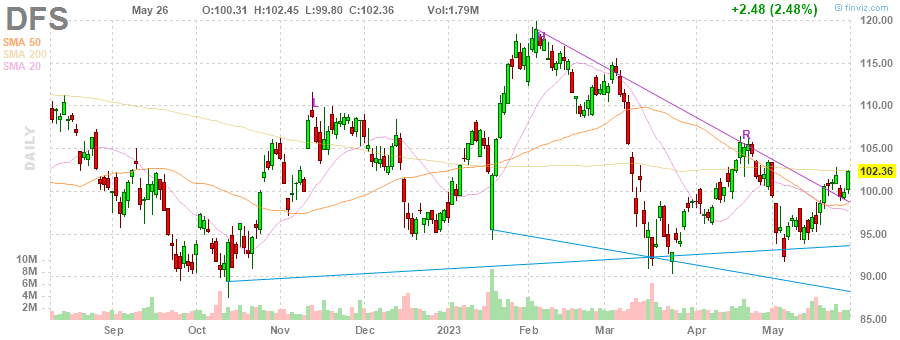 DFS
May 26 O:100.31 H:102.45 L:99.80 C:102.36 Vol:1.79M +2.48 (2.48%)
© finviz.com
SMA 50
SMA 200
SMA 20
DAILY
L
R
120.00
115.00
110.00
105.00
102.36
100.00
95.00
90.00
85.00
10M
8M
6M
4M
2M
Sep Oct Nov Dec 2023 Feb Mar Apr May